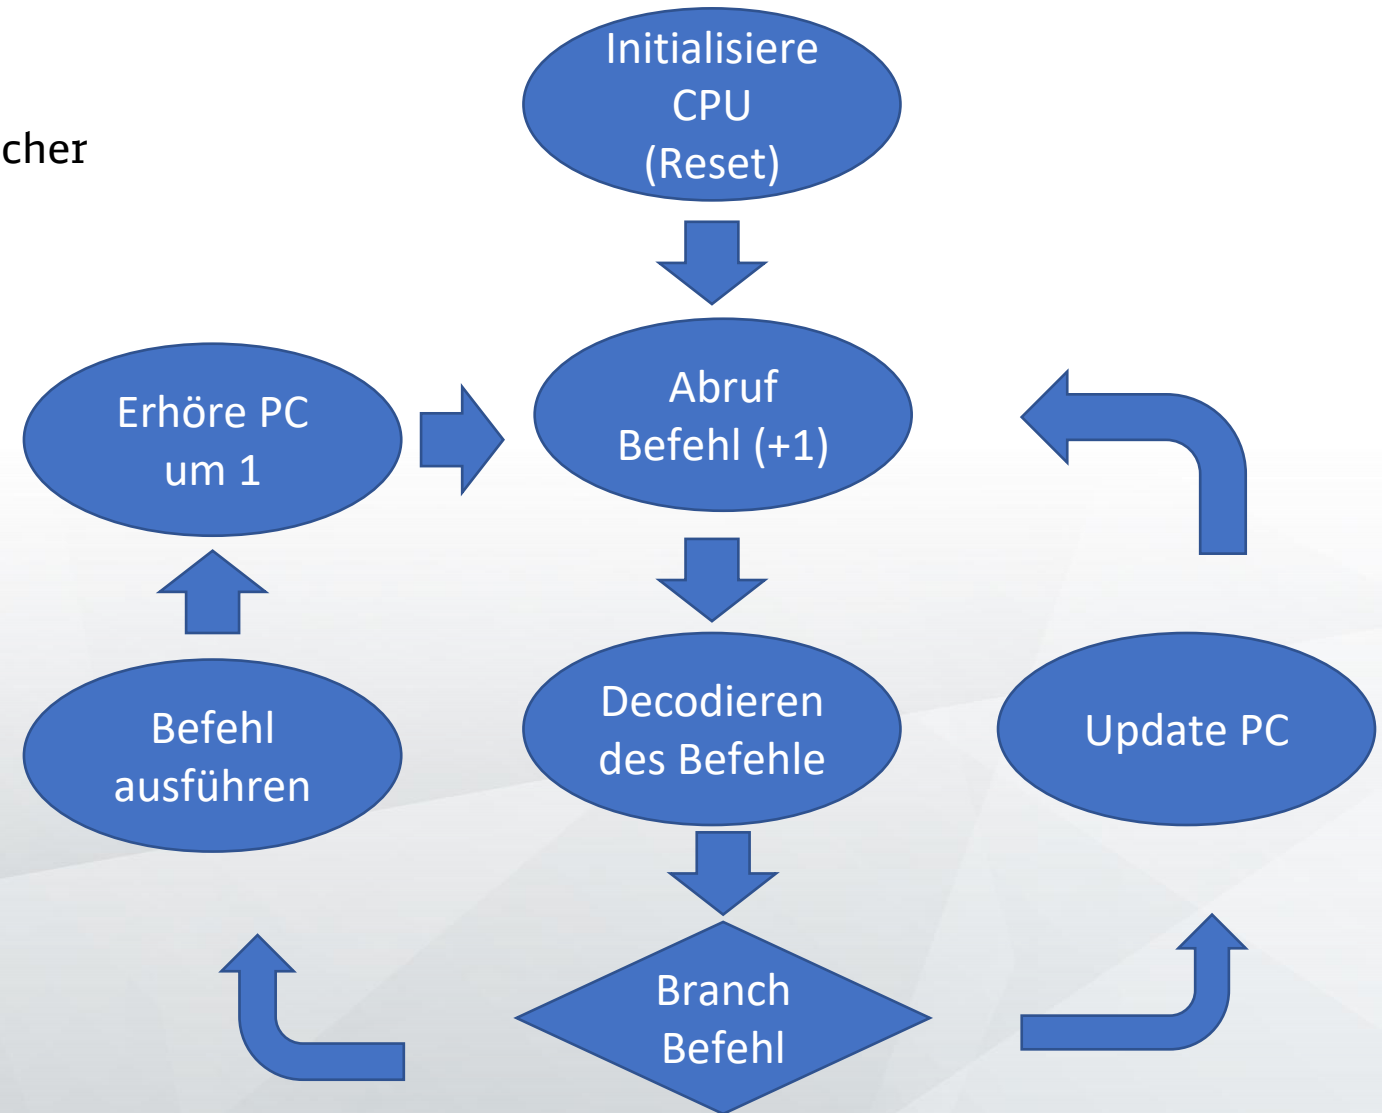 Initialisiere
CPU
(Reset)
cher
Erhöre PC
um 1
Abruf
Befehl (+1)
Befehl
ausführen
Decodieren
des Befehle
Update PC
Branch
Befehl